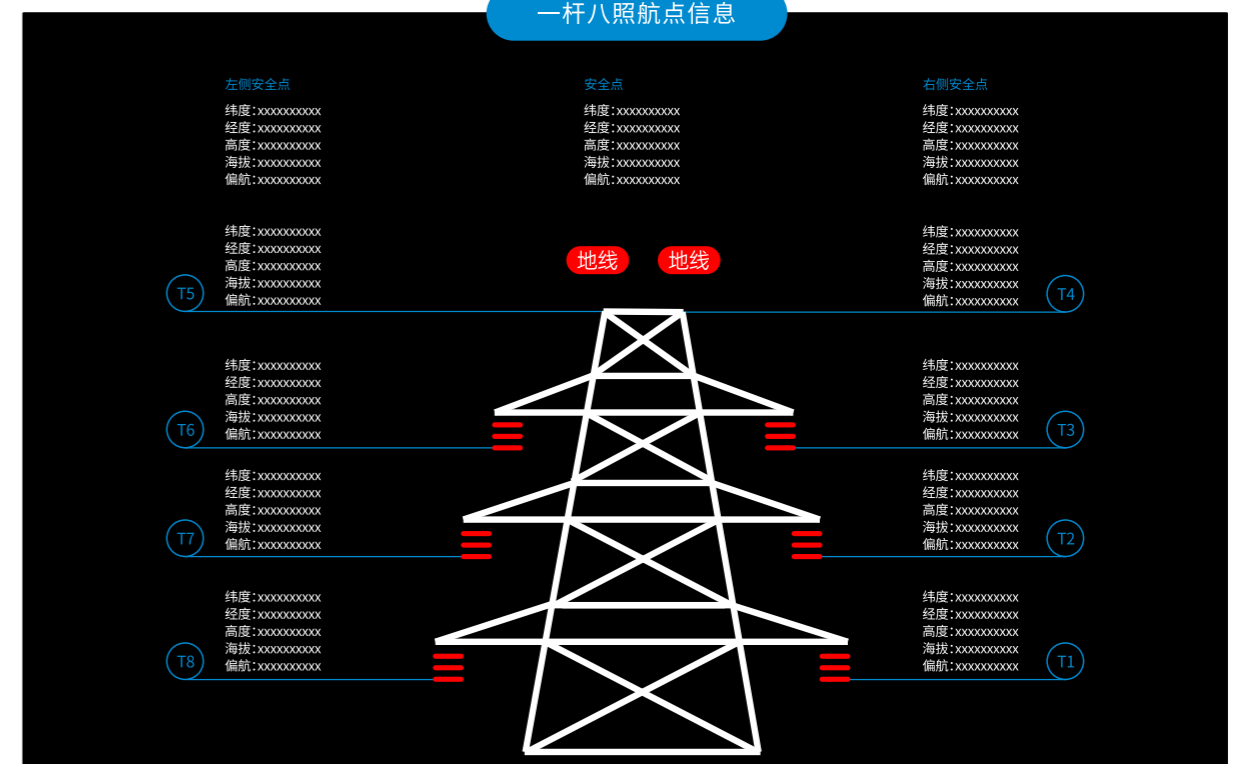 一杆八照航点信息
左侧安全点
纬度:xxxxxxxxxx
经度:xxxxxxxxxx
高度:xxxxxxxxxx
海拔:xxxxxxxxxx
偏航:xxxxxxxxxx
安全点
纬度:xxxxxxxxxx
经度:xxxxxxxxxx
高度:xxxxxxxxxx
海拔:xxxxxxxxxx
偏航:xxxxxxxxxx
右侧安全点
纬度:xxxxxxxxxx
经度:xxxxxxxxxx
高度:xxxxxxxxxx
海拔:xxxxxxxxxx
偏航:xxxxxxxxxx
纬度:xxxxxxxxxx
经度:xxxxxxxxxx
高度:xxxxxxxxxx
海拔:xxxxxxxxxx
偏航:xxxxxxxxxx
T5
地线
地线
纬度:xxxxxxxxxx
经度:xxxxxxxxxx
高度:xxxxxxxxxx
海拔:xxxxxxxxxx
偏航:xxxxxxxxxx
T4
纬度:xxxxxxxxxx
经度:xxxxxxxxxx
高度:xxxxxxxxxx
海拔:xxxxxxxxxx
偏航:xxxxxxxxxx
T6
纬度:xxxxxxxxxx
经度:xxxxxxxxxx
高度:xxxxxxxxxx
海拔:xxxxxxxxxx
偏航:xxxxxxxxxx
T3
纬度:xxxxxxxxxx
经度:xxxxxxxxxx
高度:xxxxxxxxxx
海拔:xxxxxxxxxx
偏航:xxxxxxxxxx
T7
纬度:xxxxxxxxxx
经度:xxxxxxxxxx
高度:xxxxxxxxxx
海拔:xxxxxxxxxx
偏航:xxxxxxxxxx
T2
纬度:xxxxxxxxxx
经度:xxxxxxxxxx
高度:xxxxxxxxxx
海拔:xxxxxxxxxx
偏航:xxxxxxxxxx
T8
纬度:xxxxxxxxxx
经度:xxxxxxxxxx
高度:xxxxxxxxxx
海拔:xxxxxxxxxx
偏航:xxxxxxxxxx
T1